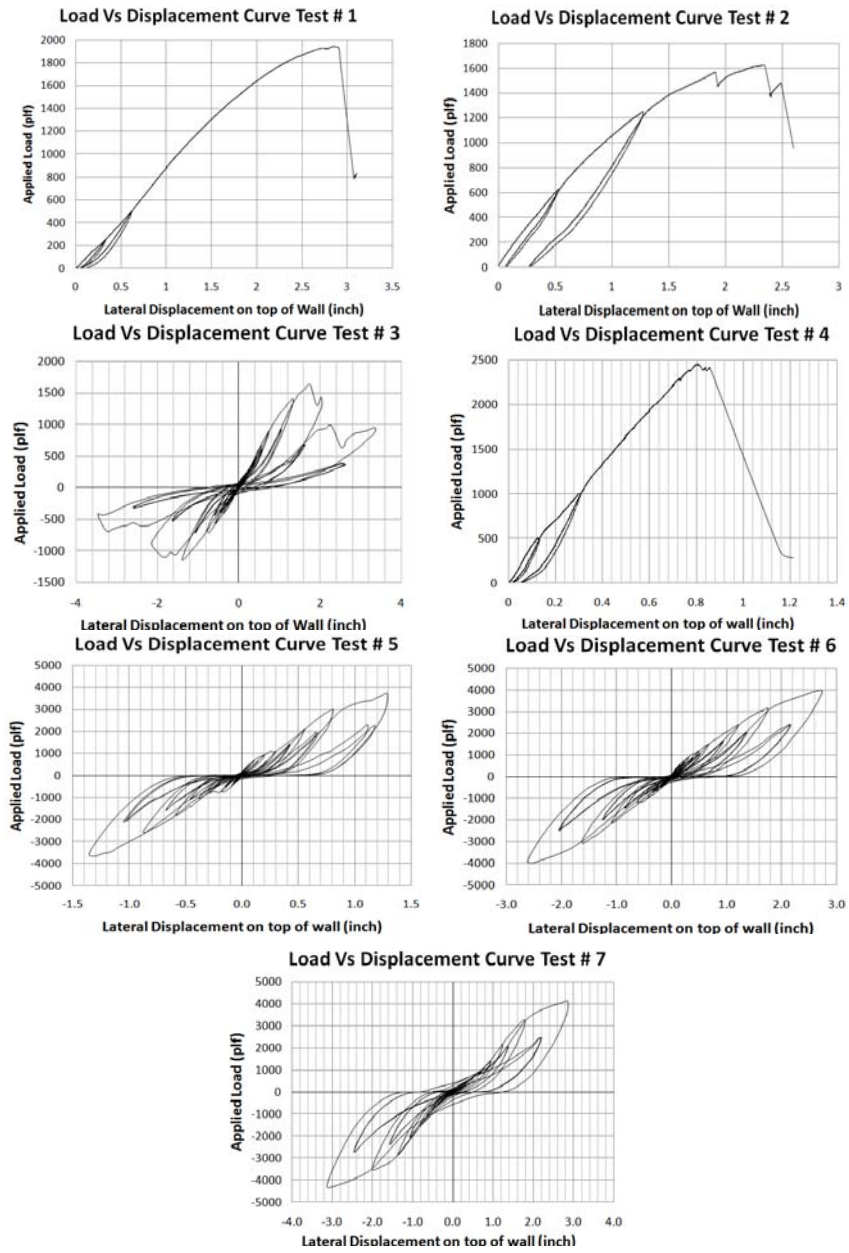 Load Vs Displacement Curve Test # 1
Applied Load (plf)
2000
1800
1600
1400
1200
1000
800
600
400
200
0
0 0.5 1 1.5 2 2.5 3 3.5
Lateral Displacement on top of Wall (inch)
Load Vs Displacement Curve Test # 2
Applied Load (plf)
1800
1600
1400
1200
1000
800
600
400
200
0
0 0.5 1 1.5 2 2.5 3
Lateral Displacement on top of Wall (inch)
Load Vs Displacement Curve Test # 3
Applied Load (plf)
2000
1500
1000
500
0
-500
-1000
-1500
-4 -2 0 2 4
Lateral Displacement on top of Wall (inch)
Load Vs Displacement Curve Test # 4
Applied Load (plf)
2500
2000
1500
1000
500
0
0 0.2 0.4 0.6 0.8 1 1.2 1.4
Lateral Displacement on top of wall (inch)
Load Vs Displacement Curve Test # 5
Applied Load (plf)
5000
4000
3000
2000
1000
0
-1000
-2000
-3000
-4000
-5000
-1.5 -1.0 -0.5 0.0 0.5 1.0 1.5
Lateral Displacement on top of wall (inch)
Load Vs Displacement Curve Test # 6
Applied Load (plf)
5000
4000
3000
2000
1000
0
-1000
-2000
-3000
-4000
-5000
-3.0 -2.0 -1.0 0.0 1.0 2.0 3.0
Lateral Displacement on top of wall (inch)
Load Vs Displacement Curve Test # 7
Applied Load (plf)
5000
4000
3000
2000
1000
0
-1000
-2000
-3000
-4000
-5000
-4.0 -3.0 -2.0 -1.0 0.0 1.0 2.0 3.0 4.0
Lateral Displacement on top of wall (inch)